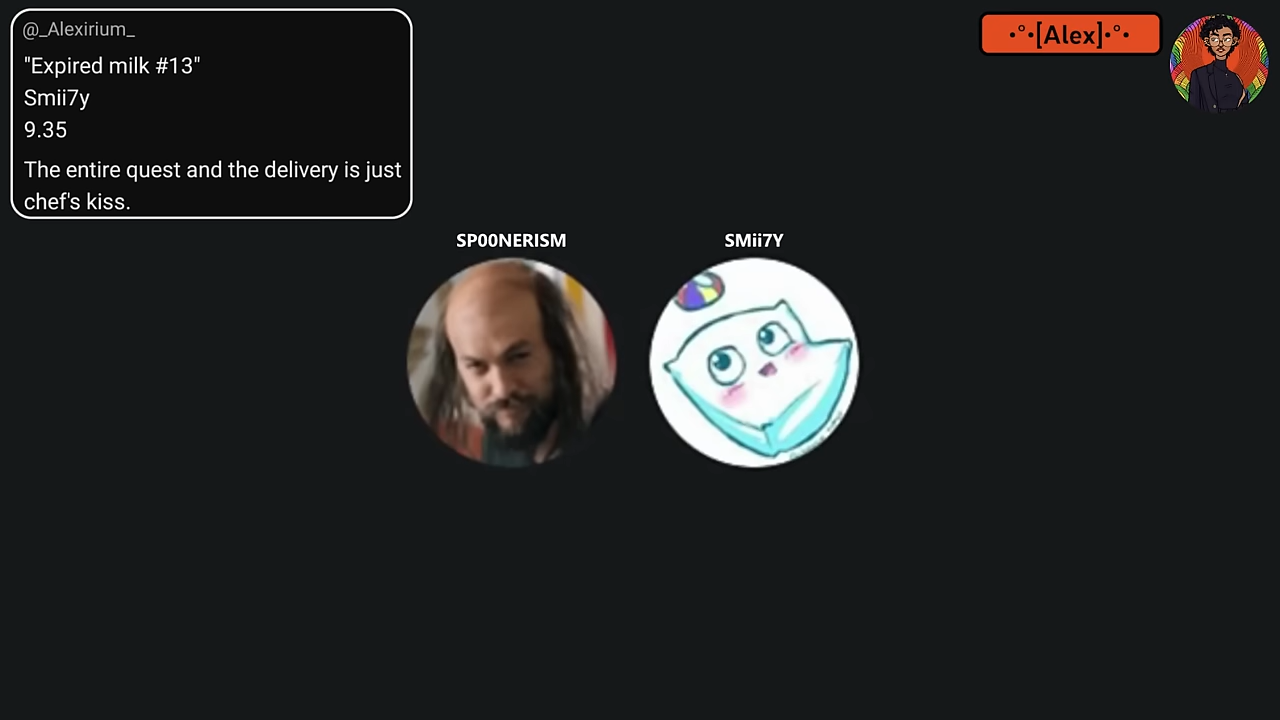 @_Alexirium_
"Expired milk #13"
Smii7y
9.35
The entire quest and the delivery is just
chef's kiss.
•°•[Alex]•°•
SP00NERISM
SMii7Y